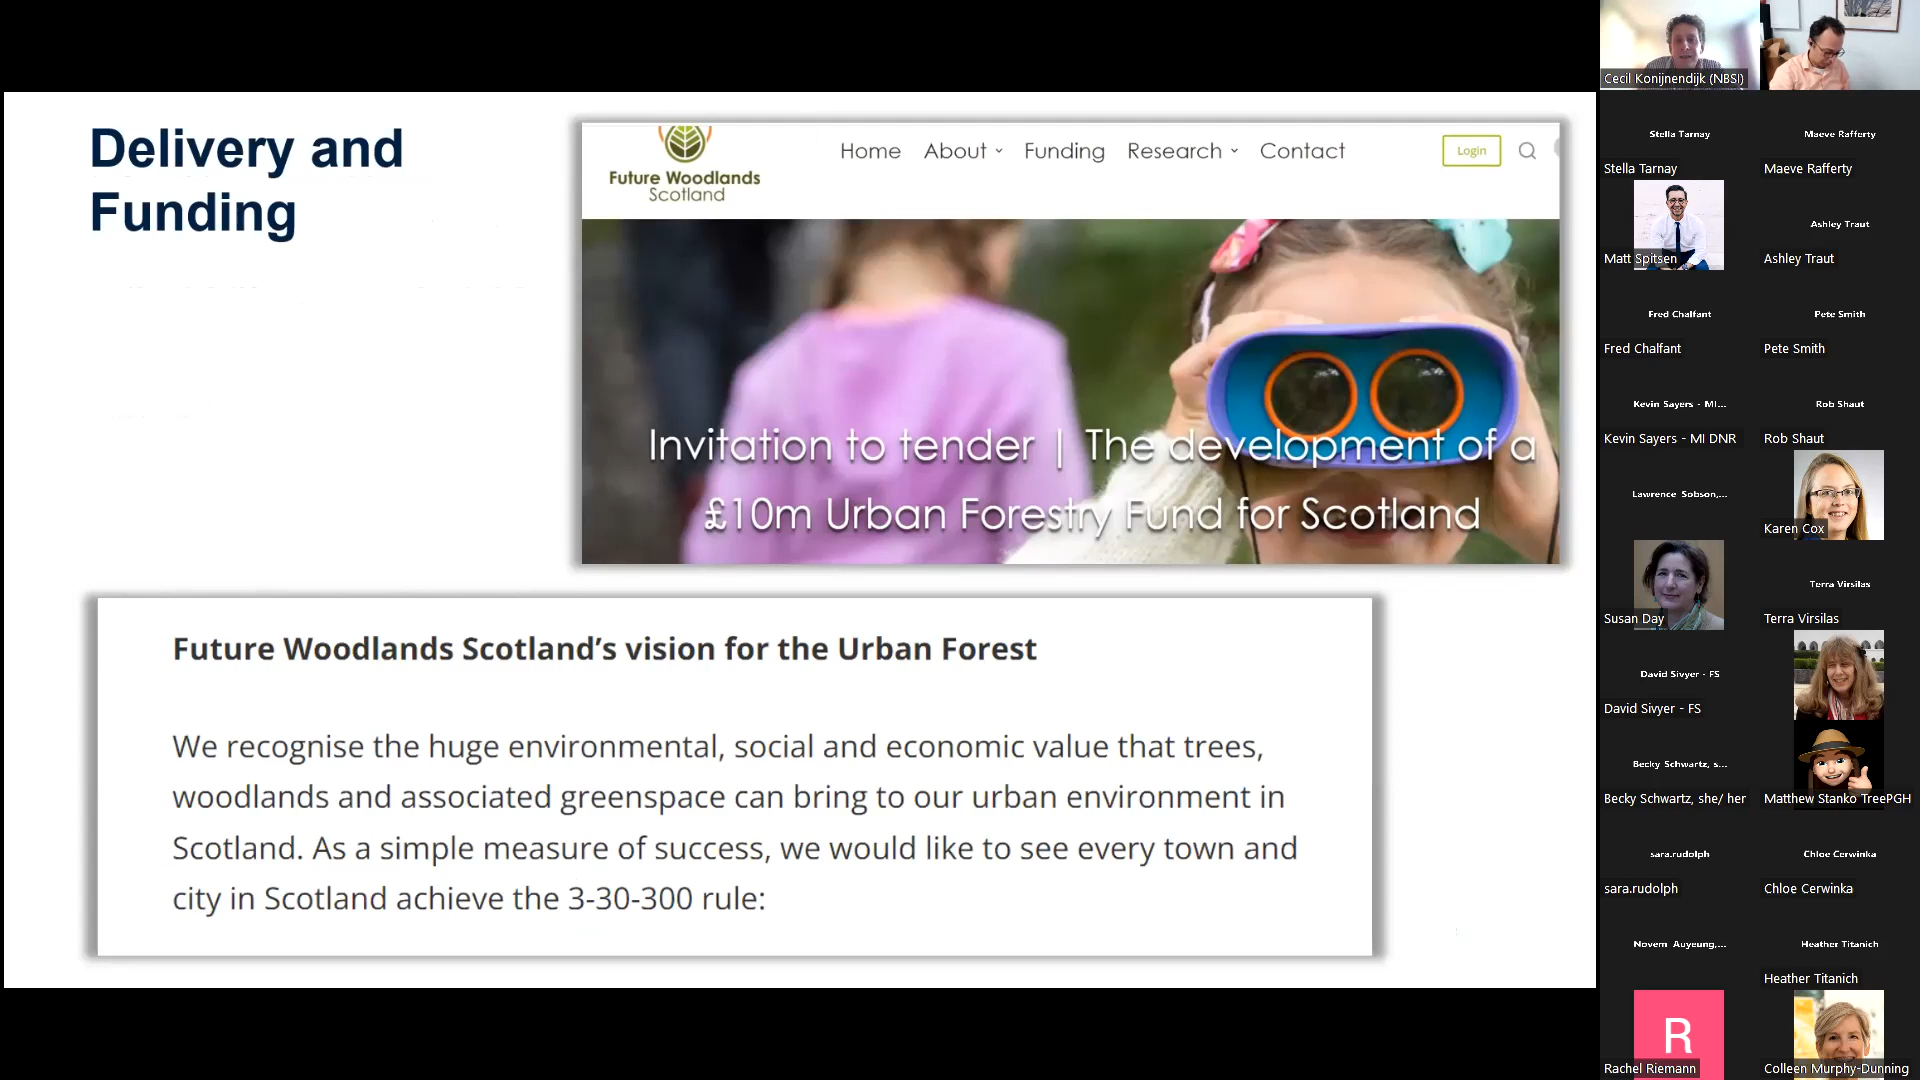 Delivery and
Funding
Future Woodlands
Scotland
Home
About
Funding
Research
Contact
Login
Invitation to tender | The development of a
£10m Urban Forestry Fund for Scotland
Future Woodlands Scotland’s vision for the Urban Forest
We recognise the huge environmental, social and economic value that trees,
woodlands and associated greenspace can bring to our urban environment in
Scotland. As a simple measure of success, we would like to see every town and
city in Scotland achieve the 3-30-300 rule:
Cecil Konijnendijk (NBSI)
Stella Tarnay
Stella Tarnay
Maeve Rafferty
Maeve Rafferty
Matt Spitsen
Ashley Traut
Ashley Traut
Fred Chalfant
Fred Chalfant
Pete Smith
Pete Smith
Kevin Sayers - MI...
Kevin Sayers - MI DNR
Rob Shaut
Rob Shaut
Lawrence Sobson,...
Karen Cox
Susan Day
Terra Virsilas
Terra Virsilas
David Sivyer - FS
David Sivyer - FS
Becky Schwartz, s...
Becky Schwartz, she/ her
Matthew Stanko TreePGH
sara.rudolph
sara.rudolph
Chloe Cerwinka
Chloe Cerwinka
Novem Auyeung,...
Heather Titanich
Heather Titanich
R
Rachel Riemann
Colleen Murphy-Dunning